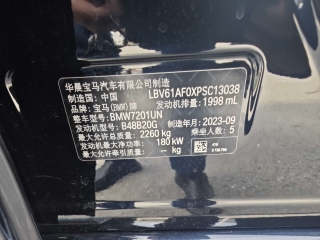 华晨宝马汽车有限公司制造
制造国：中国 LBV61AF0XPSC13038
品牌：宝马(BMW)牌 发动机排量：1998 mL
整车型号：BMW7201UN
发动机型号：B48B20G 2023-09
最大允许总质量：2260 kg 乘坐人数：5
发动机最大净功率：180 kW
最大允许牵引质量：-- kg